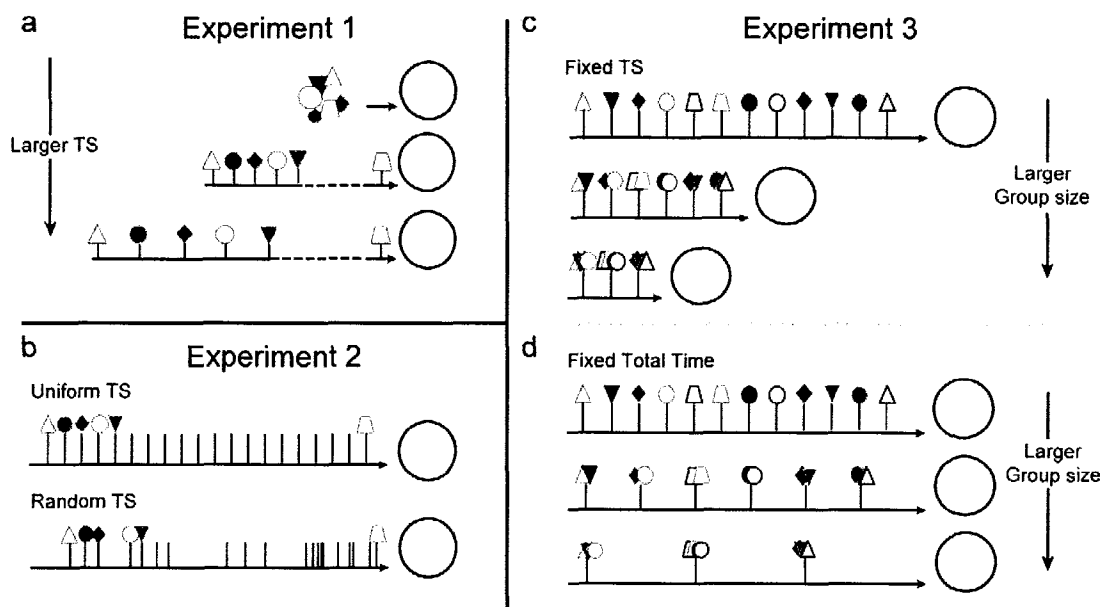 a
Experiment 1
Larger TS
b
Experiment 2
Uniform TS
Random TS
c
Experiment 3
Fixed TS
Larger
Group size
d
Fixed Total Time
Larger
Group size